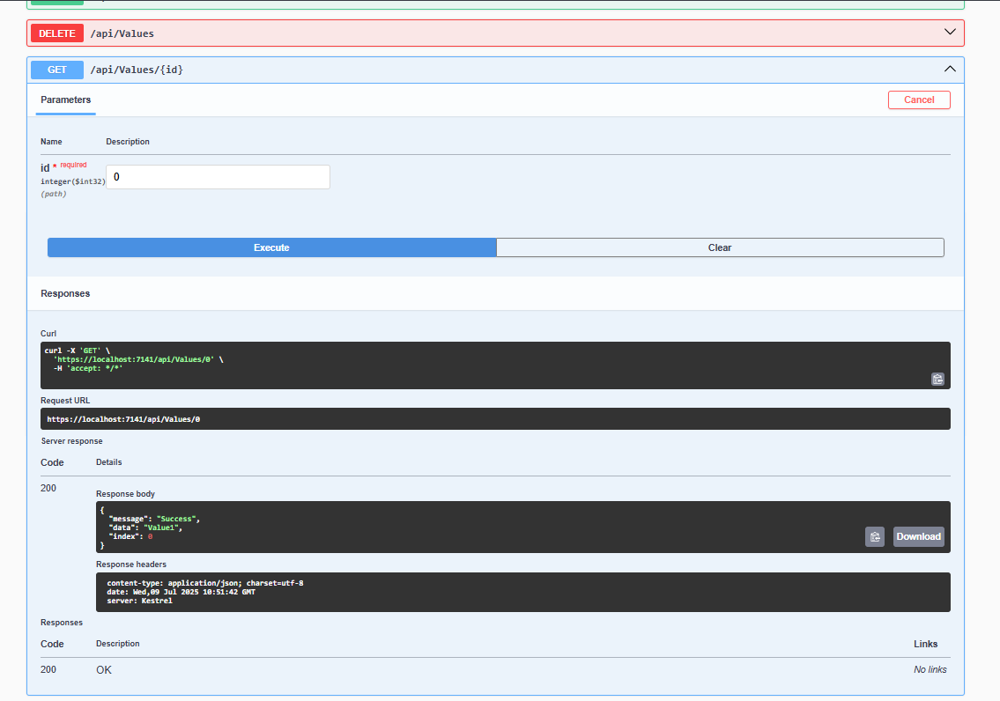 DELETE /api/Values
GET /api/Values/{id}
Parameters Cancel
Name Description
id * required
integer($int32)
(path)
0
Execute Clear
Responses
Curl
curl -X 'GET' \
'https://localhost:7141/api/Values/0' \
-H 'accept: */*'
Request URL
https://localhost:7141/api/Values/0
Server response
Code Details
200
Response body
{
"message": "Success",
"data": "Value1",
"index": 0
}
Download
Response headers
content-type: application/json; charset=utf-8
date: Wed,09 Jul 2025 10:51:42 GMT
server: Kestrel
Responses
Code Description Links
200 OK No links